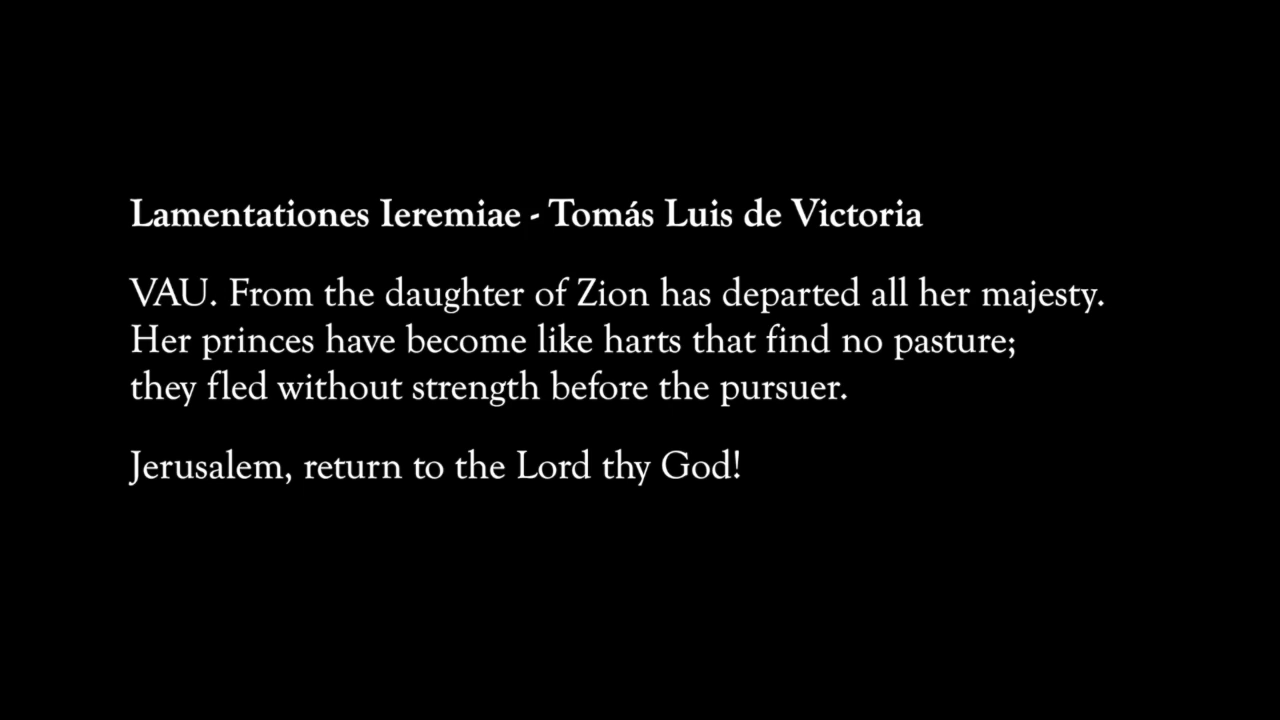 Lamentationes Ieremiae - Tomás Luis de Victoria
VAU. From the daughter of Zion has departed all her majesty.
Her princes have become like harts that find no pasture;
they fled without strength before the pursuer.
Jerusalem, return to the Lord thy God!